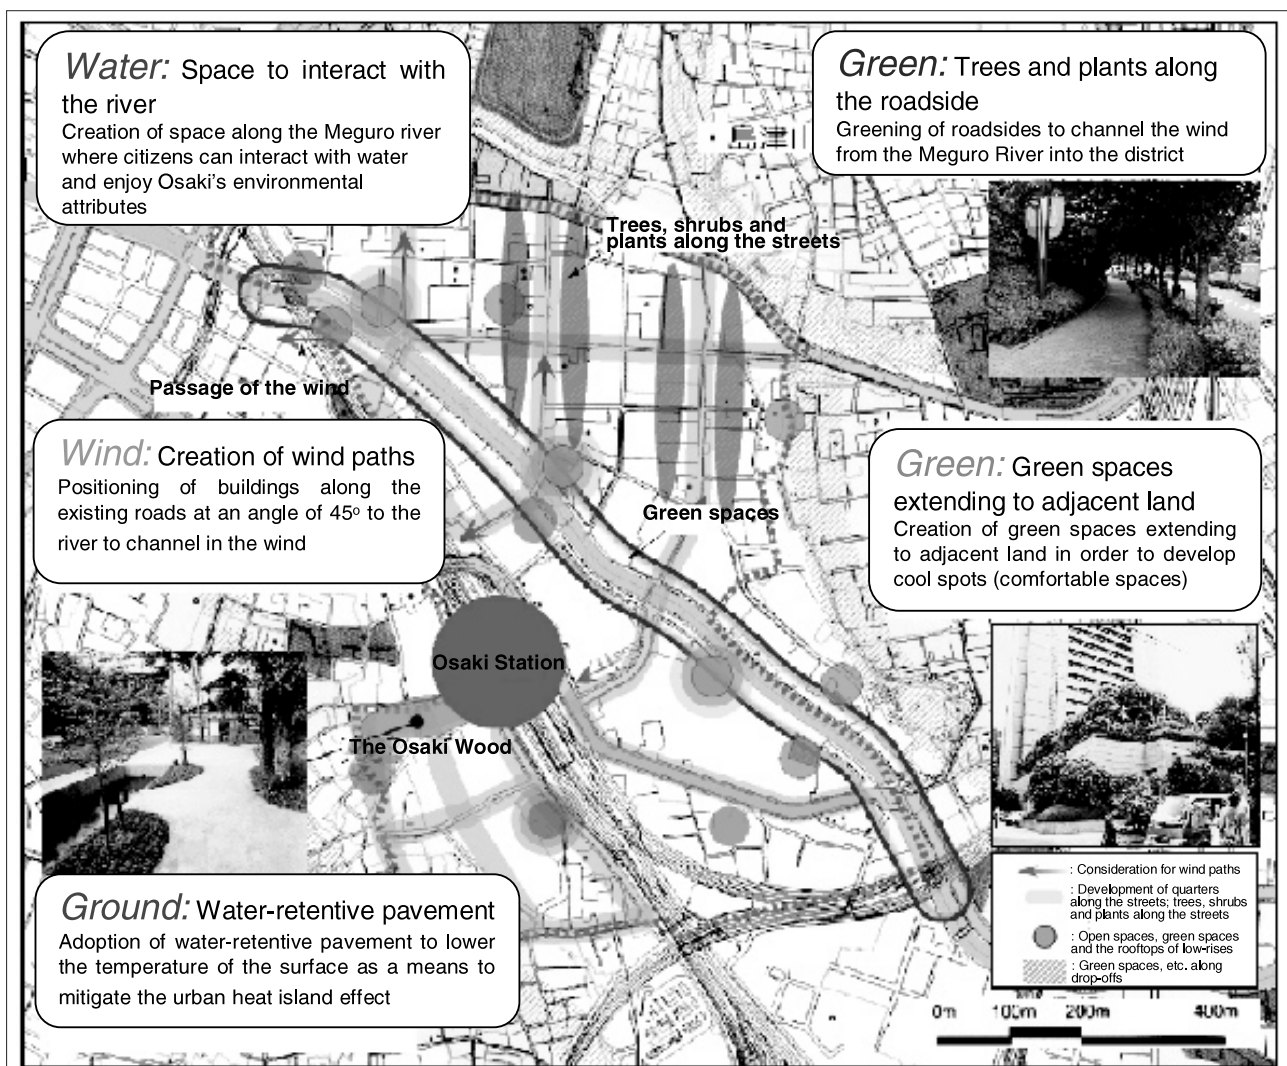 Water: Space to interact with
the river
Creation of space along the Meguro river
where citizens can interact with water
and enjoy Osaki's environmental
attributes
Green: Trees and plants along
the roadside
Greening of roadsides to channel the wind
from the Meguro River into the district
Trees, shrubs and
plants along the streets
Passage of the wind
Wind: Creation of wind paths
Positioning of buildings along the
existing roads at an angle of 45º to the
river to channel in the wind
Green spaces
Green: Green spaces
extending to adjacent land
Creation of green spaces extending
to adjacent land in order to develop
cool spots (comfortable spaces)
Osaki Station
The Osaki Wood
Ground: Water-retentive pavement
Adoption of water-retentive pavement to lower
the temperature of the surface as a means to
mitigate the urban heat island effect
: Consideration for wind paths
: Development of quarters
along the streets; trees, shrubs
and plants along the streets
: Open spaces, green spaces
and the rooftops of low-rises
: Green spaces, etc. along
drop-offs
0m 100m 200m 400m